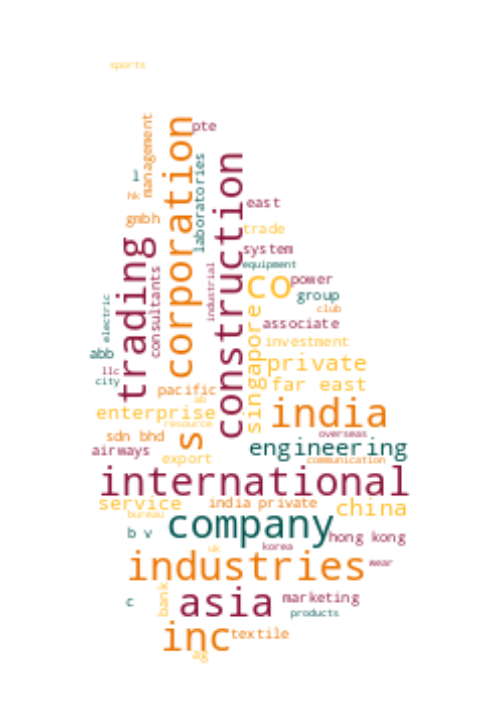 sports
management
corporation
pte
construction
laboratories
hk
east
gmbh
trade
trading
system
consultants
industrial
equipment
power
co
group
electric
club
singapore
associate
abb
investment
private
llc
city
far east
pacific
ab
enterprise
india
resource
s
sdn bhd
overseas
airways
engineering
export
communication
international
service
india private
china
bureau
company
b v
hong kong
uk
korea
industries
wear
bank
c
asia
marketing
products
inc
textile
ag